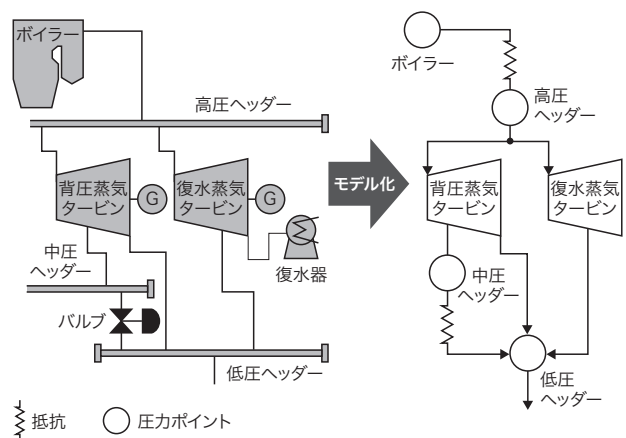 ボイラー
高圧ヘッダー
背圧蒸気
タービン
G
復水蒸気
タービン
G
復水器
中圧
ヘッダー
バルブ
低圧ヘッダー
モデル化
ボイラー
高圧
ヘッダー
背圧蒸気
タービン
復水蒸気
タービン
中圧
ヘッダー
低圧
ヘッダー
抵抗
圧力ポイント